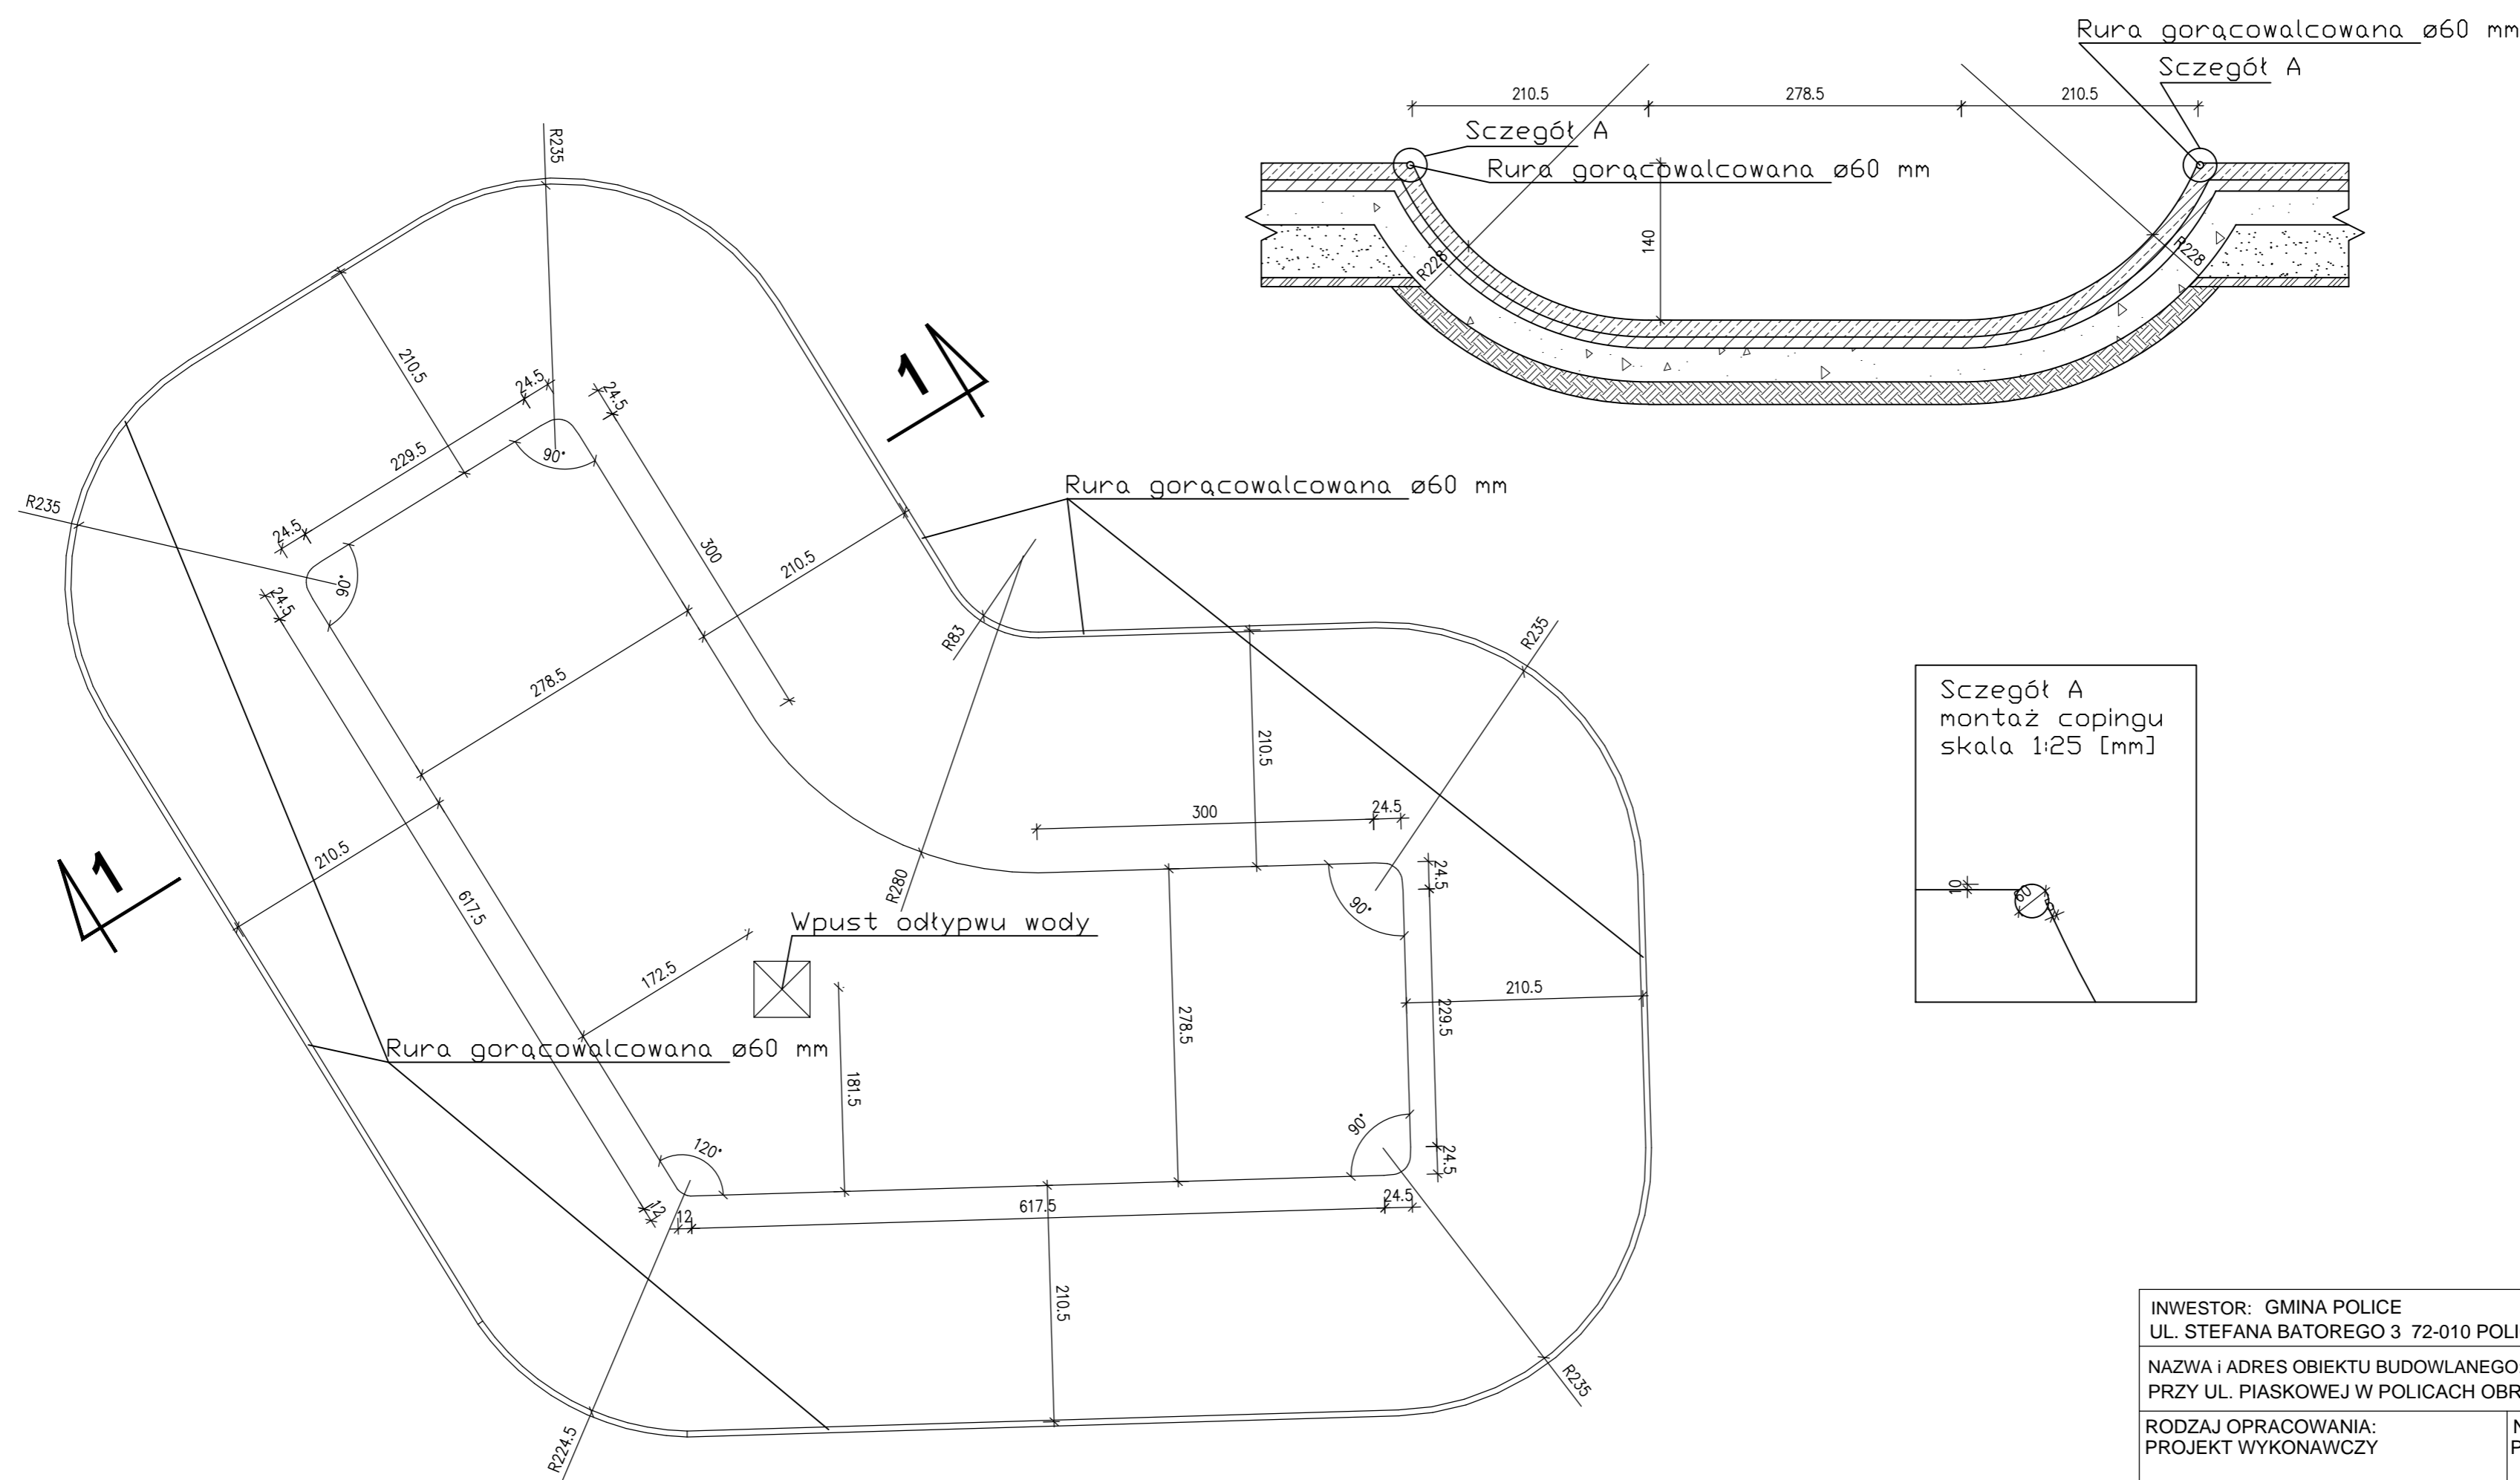 Rura gorącowalcowana ø60 mm
Sczegół A
210.5
278.5
210.5
Sczegół A
Rura gorącowalcowana ø60 mm
140
R228
R228
R235
210.5
24.5
24.5
229.5
90°
R235
24.5
90°
24.5
300
210.5
1
Rura gorącowalcowana ø60 mm
R83
R235
278.5
210.5
300
24.5
24.5
210.5
1
617.5
R280
90°
Wpust odłypwu wody
172.5
210.5
229.5
278.5
Rura gorącowalcowana ø60 mm
181.5
90°
120°
24.5
12
12
617.5
24.5
210.5
R235
R224.5
Sczegół A
montaż copingu
skala 1:25 [mm]
10
60
5
INWESTOR: GMINA POLICE
UL. STEFANA BATOREGO 3 72-010 POLI
NAZWA i ADRES OBIEKTU BUDOWLANEGO
PRZY UL. PIASKOWEJ W POLICACH OBR
RODZAJ OPRACOWANIA:
PROJEKT WYKONAWCZY